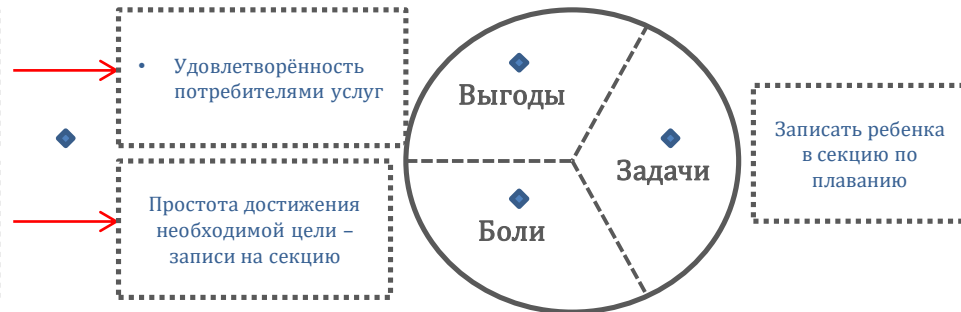 • Удовлетворённость
потребителями услуг
Простота достижения
необходимой цели –
записи на секцию
Выгоды
Боли
Задачи
Записать ребенка
в секцию по
плаванию